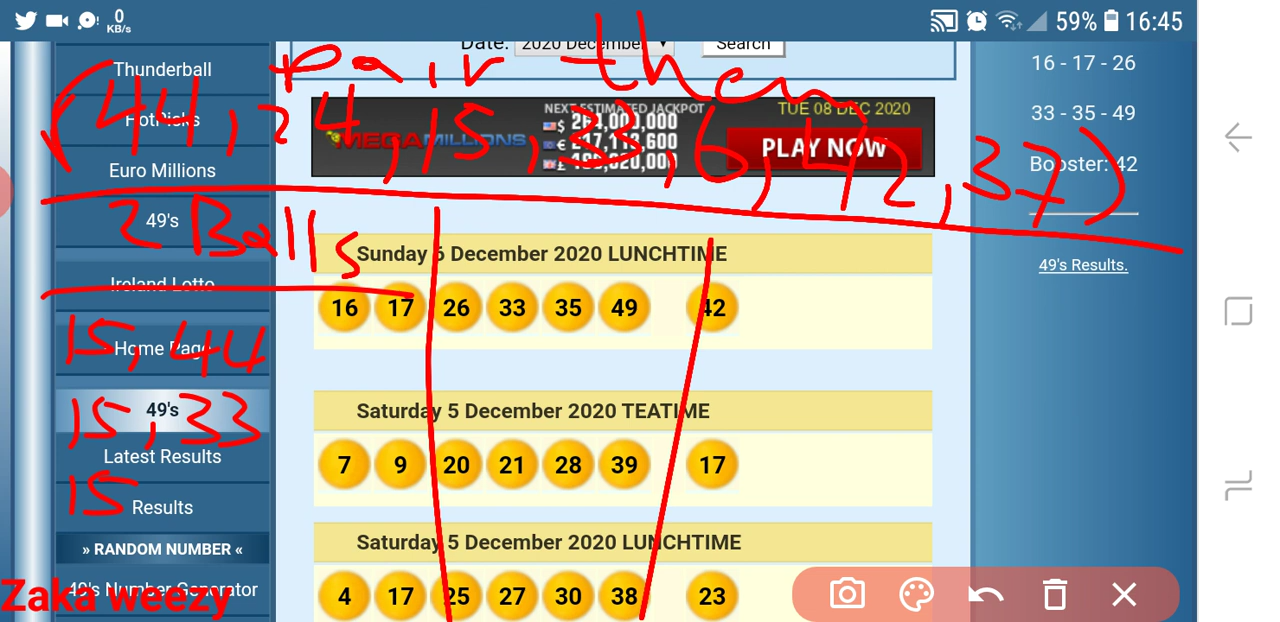 0 KB/s 59% 16:45
Date: 2020 December Search
Thunderball
HotPicks
Euro Millions
49's
Ireland Lotto
Home Page
49's
Latest Results
Results
» RANDOM NUMBER «
49's Number Generator
Pair them
(44, 24, 15, 33, 6, 42, 37)
2 Balls
15, 44
15, 33
15
Zaka weezy
NEXT ESTIMATED JACKPOT
MEGAMILLIONS
TUE 08 DEC 2020
PLAY NOW
Sunday 6 December 2020 LUNCHTIME
16 17 26 33 35 49 42
Saturday 5 December 2020 TEATIME
7 9 20 21 28 39 17
Saturday 5 December 2020 LUNCHTIME
4 17 25 27 30 38 23
16 - 17 - 26
33 - 35 - 49
Booster: 42
49's Results.